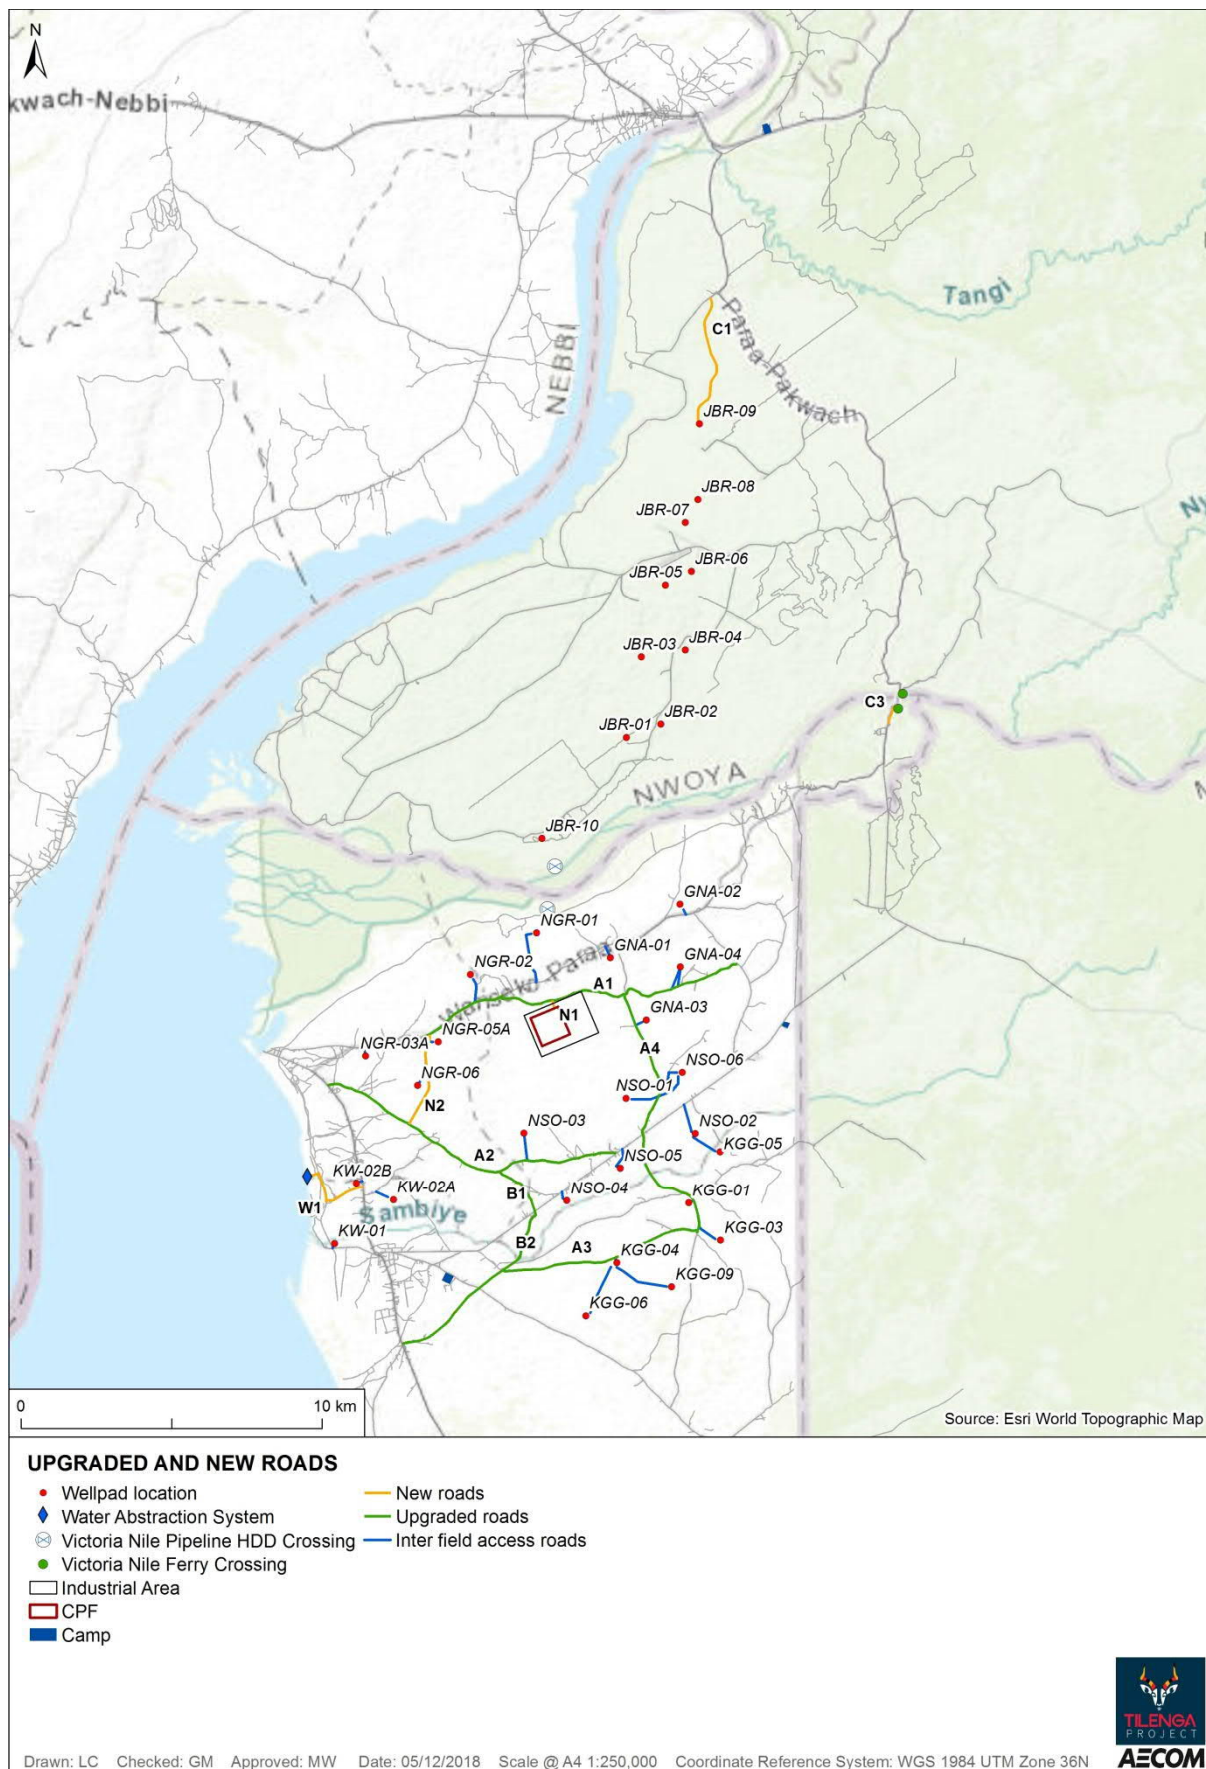 N
kwach-Nebbi
Tangi
NEBBI
C1
Paraa-Pakwach
JBR-09
JBR-08
JBR-07
JBR-06
JBR-05
JBR-04
JBR-03
C3
JBR-02
JBR-01
NWOYA
JBR-10
GNA-02
NGR-01
GNA-01
GNA-04
NGR-02
Wanseko-Paraa
A1
N1
GNA-03
NGR-05A
NGR-03A
A4
NSO-06
NGR-06
NSO-01
N2
NSO-03
NSO-02
KGG-05
A2
NSO-05
KW-02B
KW-02A
B1
NSO-04
KGG-01
W1
Sambiye
KW-01
B2
A3
KGG-03
KGG-04
KGG-09
KGG-06
0
10 km
Source: Esri World Topographic Map
UPGRADED AND NEW ROADS
Wellpad location
New roads
Water Abstraction System
Upgraded roads
Victoria Nile Pipeline HDD Crossing
Inter field access roads
Victoria Nile Ferry Crossing
Industrial Area
CPF
Camp
TILENGA
PROJECT
AECOM
Drawn: LC Checked: GM Approved: MW Date: 05/12/2018 Scale @ A4 1:250,000 Coordinate Reference System: WGS 1984 UTM Zone 36N